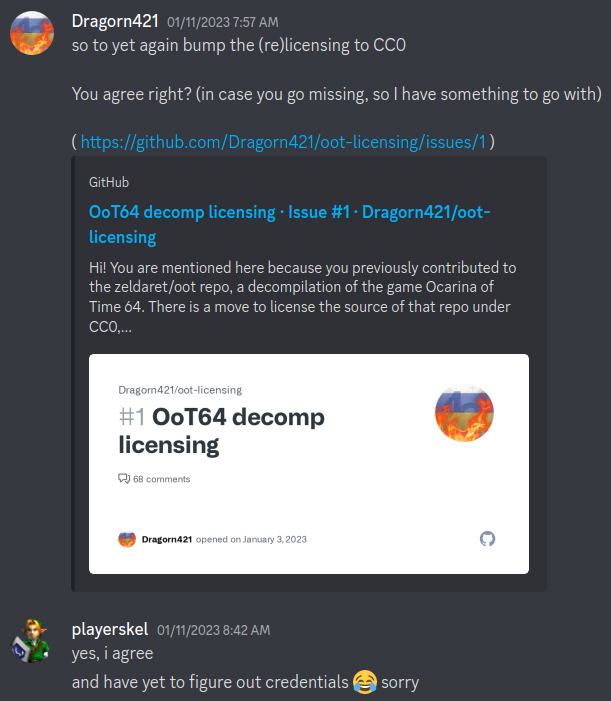 Dragorn421 01/11/2023 7:57 AM
so to yet again bump the (re)licensing to CC0
You agree right? (in case you go missing, so I have something to go with)
( https://github.com/Dragorn421/oot-licensing/issues/1 )
GitHub
OoT64 decomp licensing · Issue #1 · Dragorn421/oot-
licensing
Hi! You are mentioned here because you previously contributed to
the zeldaret/oot repo, a decompilation of the game Ocarina of
Time 64. There is a move to license the source of that repo under
CC0,...
Dragorn421/oot-licensing
#1 OoT64 decomp
licensing
68 comments
Dragorn421 opened on January 3, 2023
playerskel 01/11/2023 8:42 AM
yes, i agree
and have yet to figure out credentials 😂 sorry